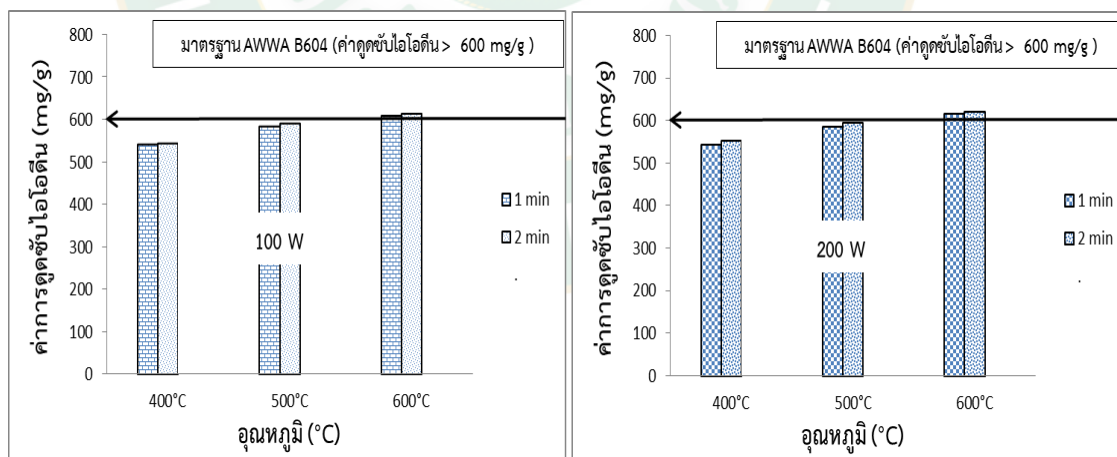 มาตรฐาน AWWA B604 (ค่าดูดซับไอโอดีน > 600 mg/g )
ค่าการดูดซับไอโอดีน (mg/g)
800
700
600
500
400
300
200
100
0
100 W
1 min
2 min
400°C
500°C
600°C
อุณหภูมิ (°C)
มาตรฐาน AWWA B604 (ค่าดูดซับไอโอดีน > 600 mg/g )
ค่าการดูดซับไอโอดีน (mg/g)
800
700
600
500
400
300
200
100
0
200 W
1 min
2 min
400°C
500°C
600°C
อุณหภูมิ (°C)